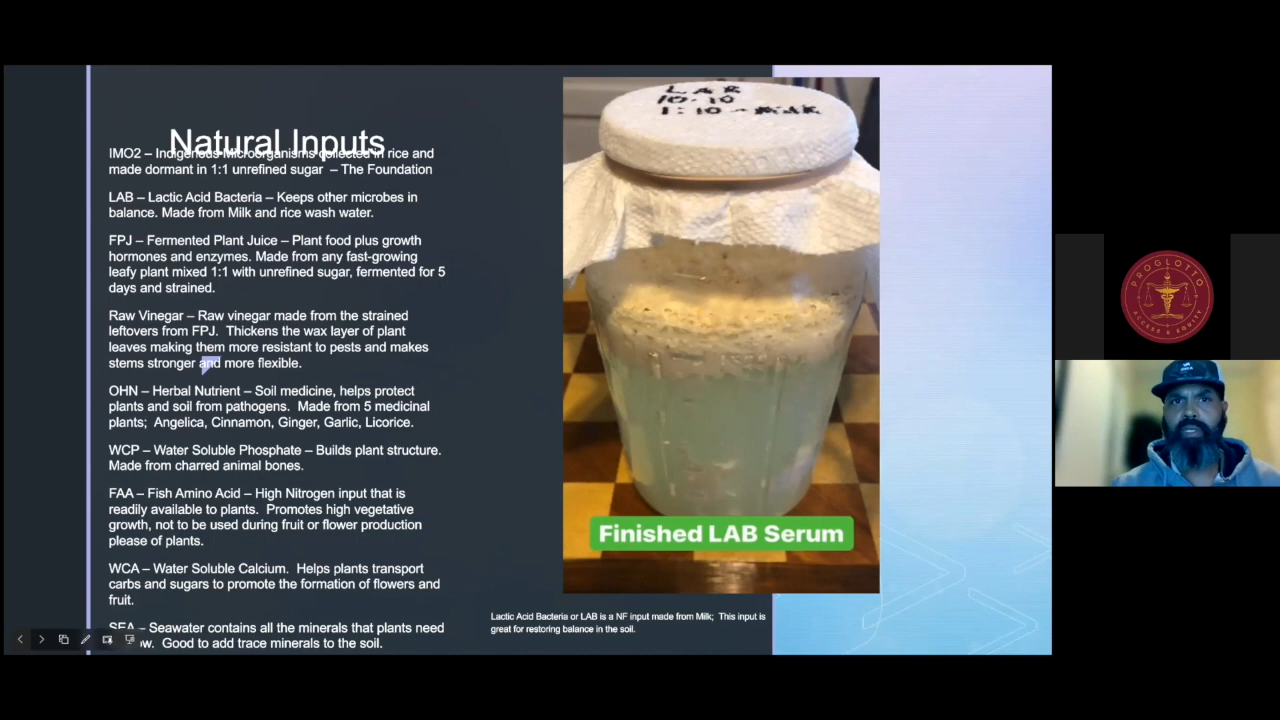 Natural Inputs
IMO2 – Indigenous Microorganisms collected in rice and
made dormant in 1:1 unrefined sugar – The Foundation
LAB – Lactic Acid Bacteria – Keeps other microbes in
balance. Made from Milk and rice wash water.
FPJ – Fermented Plant Juice – Plant food plus growth
hormones and enzymes. Made from any fast-growing
leafy plant mixed 1:1 with unrefined sugar, fermented for 5
days and strained.
Raw Vinegar – Raw vinegar made from the strained
leftovers from FPJ. Thickens the wax layer of plant
leaves making them more resistant to pests and makes
stems stronger and more flexible.
OHN – Herbal Nutrient – Soil medicine, helps protect
plants and soil from pathogens. Made from 5 medicinal
plants; Angelica, Cinnamon, Ginger, Garlic, Licorice.
WCP – Water Soluble Phosphate – Builds plant structure.
Made from charred animal bones.
FAA – Fish Amino Acid – High Nitrogen input that is
readily available to plants. Promotes high vegetative
growth, not to be used during fruit or flower production
please of plants.
WCA – Water Soluble Calcium. Helps plants transport
carbs and sugars to promote the formation of flowers and
fruit.
SEA – Seawater contains all the minerals that plants need
ow. Good to add trace minerals to the soil.
LAB
10-10
1:10 - Milk
Finished LAB Serum
Lactic Acid Bacteria or LAB is a NF input made from Milk; This input is
great for restoring balance in the soil.
PROGLOTTO
ACCESS & EQUITY